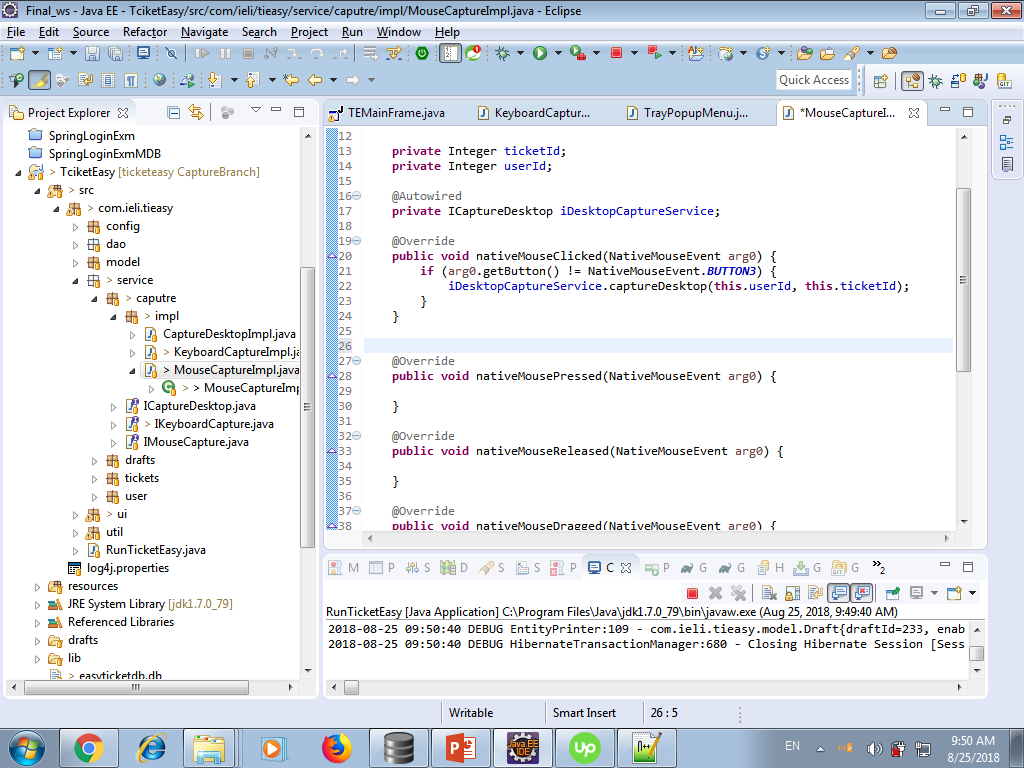 Final_ws - Java EE - TciketEasy/src/com/ieli/tieasy/service/caputre/impl/MouseCaptureImpl.java - Eclipse
File Edit Source Refactor Navigate Search Project Run Window Help
Quick Access
Project Explorer
SpringLoginExm
SpringLoginExmMDB
> TciketEasy [ticketeasy CaptureBranch]
> src
> com.ieli.tieasy
config
dao
model
> service
> caputre
> impl
CaptureDesktopImpl.java
> KeyboardCaptureImpl.ja
> MouseCaptureImpl.java
> > MouseCaptureImp
ICaptureDesktop.java
> IKeyboardCapture.java
IMouseCapture.java
drafts
tickets
user
> ui
util
RunTicketEasy.java
log4j.properties
resources
JRE System Library [jdk1.7.0_79]
Referenced Libraries
drafts
lib
> easyticketdb.db
TEMainFrame.java KeyboardCaptur... TrayPopupMenu.j... *MouseCaptureI...
12
13 private Integer ticketId;
14 private Integer userId;
15
16 @Autowired
17 private ICaptureDesktop iDesktopCaptureService;
18
19 @Override
20 public void nativeMouseClicked(NativeMouseEvent arg0) {
21 if (arg0.getButton() != NativeMouseEvent.BUTTON3) {
22 iDesktopCaptureService.captureDesktop(this.userId, this.ticketId);
23 }
24 }
25
26
27 @Override
28 public void nativeMousePressed(NativeMouseEvent arg0) {
29
30 }
31
32 @Override
33 public void nativeMouseReleased(NativeMouseEvent arg0) {
34
35 }
36
37 @Override
38 public void nativeMouseDragged(NativeMouseEvent arg0) {
M P S D S S P C P G G H G G »2
RunTicketEasy [Java Application] C:\Program Files\Java\jdk1.7.0_79\bin\javaw.exe (Aug 25, 2018, 9:49:40 AM)
2018-08-25 09:50:40 DEBUG EntityPrinter:109 - com.ieli.tieasy.model.Draft{draftId=233, enab
2018-08-25 09:50:40 DEBUG HibernateTransactionManager:680 - Closing Hibernate Session [Sess
Writable Smart Insert 26 : 5
Java EE
IDE
up
EN
9:50 AM
8/25/2018